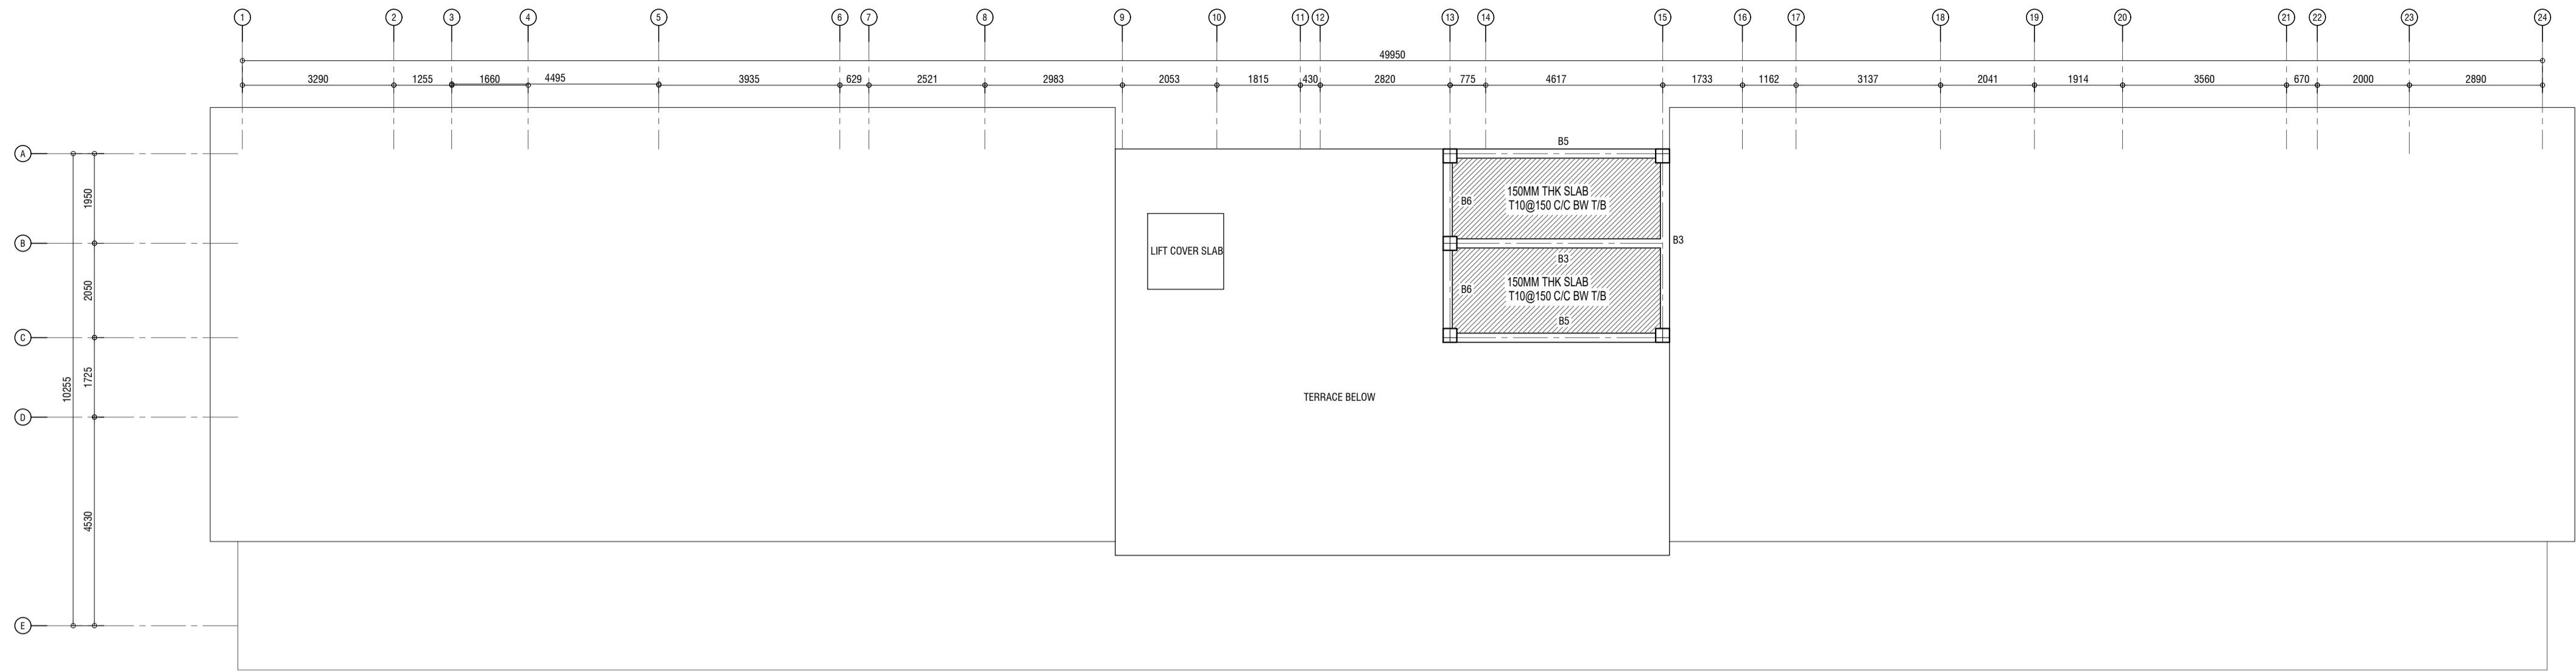 1 2 3 4 5 6 7 8 9 10 11 12 13 14 15 16 17 18 19 20 21 22 23 24
49950
3290 1255 1660 4495 3935 629 2521 2983 2053 1815 430 2820 775 4617 1733 1162 3137 2041 1914 3560 670 2000 2890
B5
A
1950
150MM THK SLAB
T10@150 C/C BW T/B
B6
B
B3
LIFT COVER SLAB
B3
2050
150MM THK SLAB
T10@150 C/C BW T/B
B6
B5
C
1725
10255
TERRACE BELOW
D
4530
E